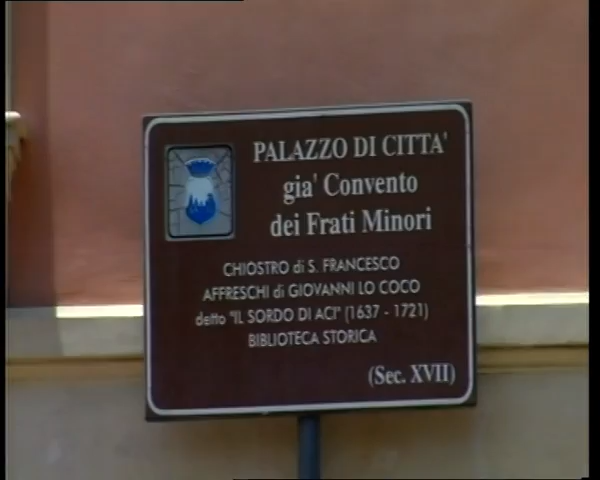 PALAZZO DI CITTA'
gia' Convento
dei Frati Minori
CHIOSTRO di S. FRANCESCO
AFFRESCHI di GIOVANNI LO COCO
detto "IL SORDO DI ACI" (1637 - 1721)
BIBLIOTECA STORICA
(Sec. XVII)